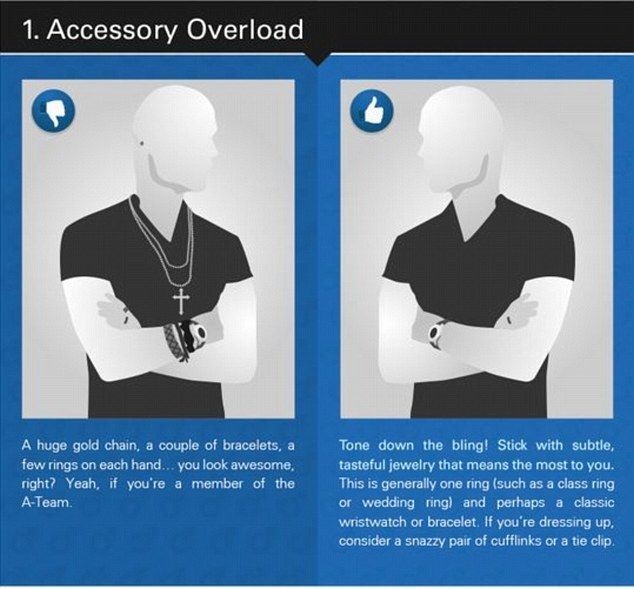 1. Accessory Overload
A huge gold chain, a couple of bracelets, a
few rings on each hand... you look awesome,
right? Yeah, if you're a member of the
A-Team.
Tone down the bling! Stick with subtle,
tasteful jewelry that means the most to you.
This is generally one ring (such as a class ring
or wedding ring) and perhaps a classic
wristwatch or bracelet. If you're dressing up,
consider a snazzy pair of cufflinks or a tie clip.